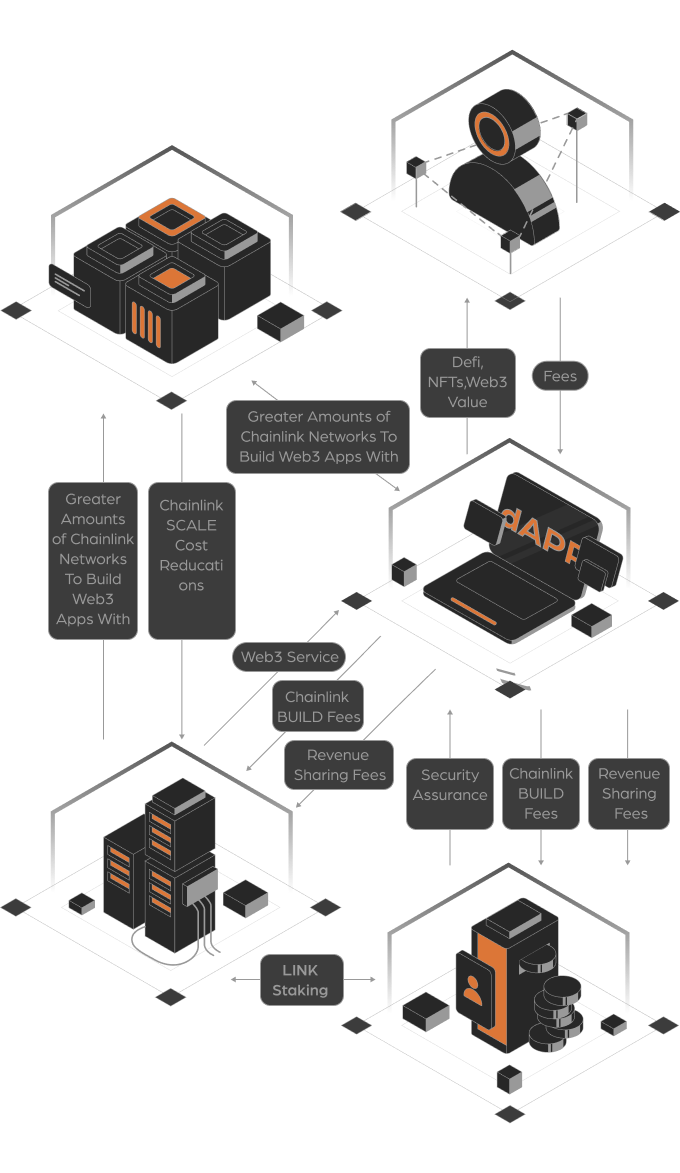 Defi,
NFTs,Web3
Value
Fees
Greater Amounts of
Chainlink Networks To
Build Web3 Apps With
Greater
Amounts
of Chainlink
Networks
To Build
Web3
Apps With
Chainlink
SCALE
Cost
Reducati
ons
dAPP
Web3 Service
Chainlink
BUILD Fees
Revenue
Sharing Fees
Security
Assurance
Chainlink
BUILD
Fees
Revenue
Sharing
Fees
LINK
Staking